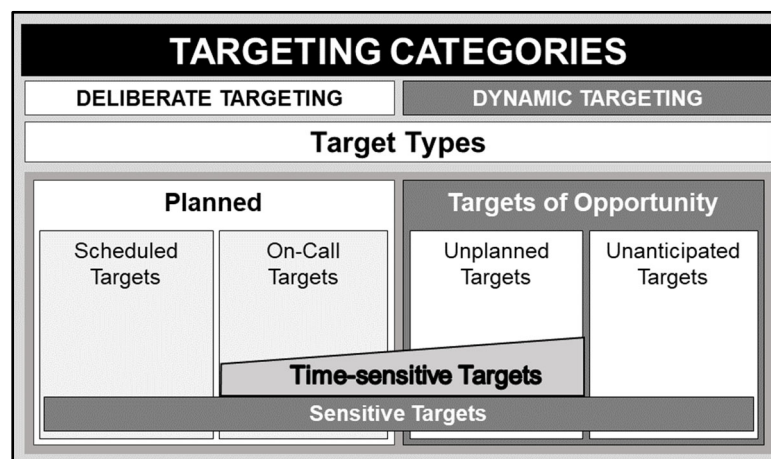 TARGETING CATEGORIES
DELIBERATE TARGETING
DYNAMIC TARGETING
Target Types
Planned
Targets of Opportunity
Scheduled
Targets
On-Call
Targets
Unplanned
Targets
Unanticipated
Targets
Time-sensitive Targets
Sensitive Targets